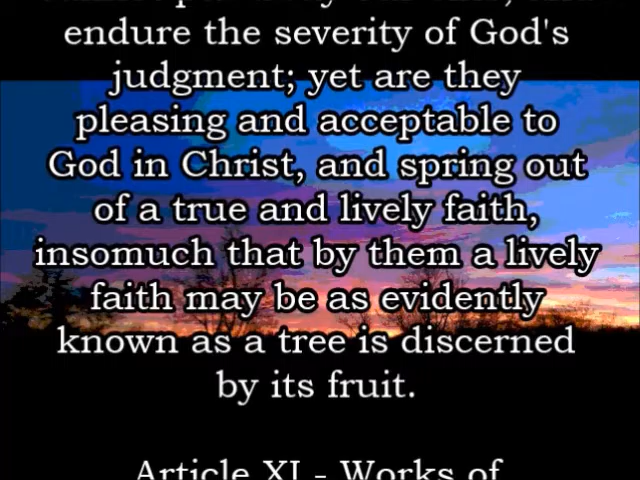 endure the severity of God's
judgment; yet are they
pleasing and acceptable to
God in Christ, and spring out
of a true and lively faith,
insomuch that by them a lively
faith may be as evidently
known as a tree is discerned
by its fruit.
Article XI - Works of